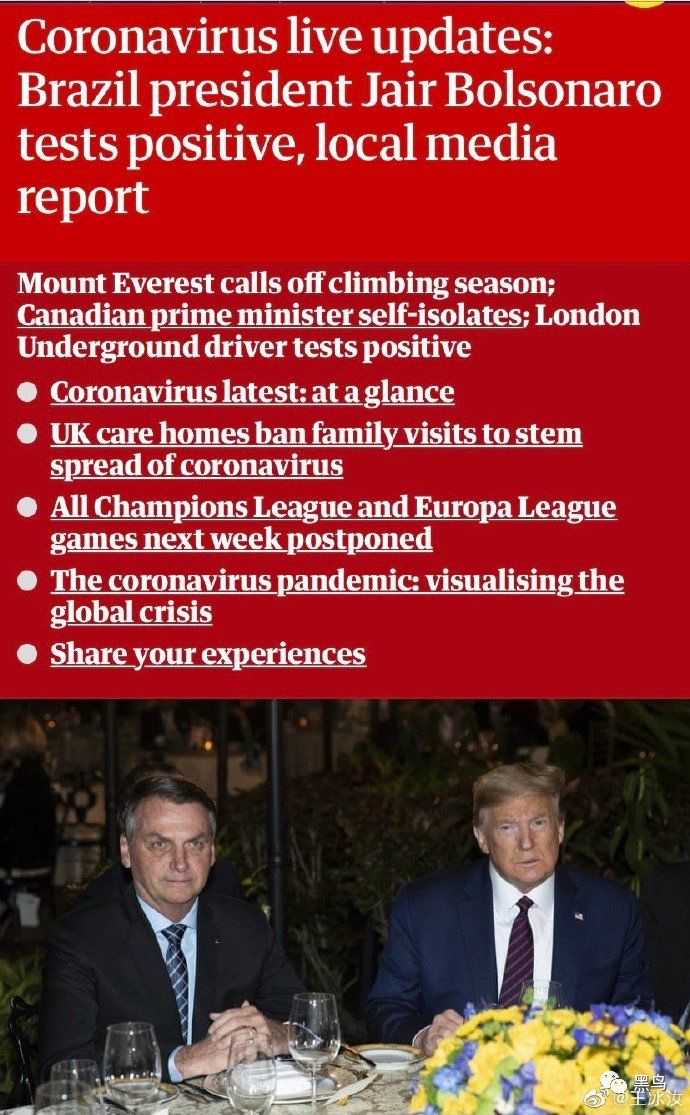 Coronavirus live updates:
Brazil president Jair Bolsonaro
tests positive, local media
report
Mount Everest calls off climbing season;
Canadian prime minister self-isolates; London
Underground driver tests positive
Coronavirus latest: at a glance
UK care homes ban family visits to stem
spread of coronavirus
All Champions League and Europa League
games next week postponed
The coronavirus pandemic: visualising the
global crisis
Share your experiences
黑鸟
@王冰汝